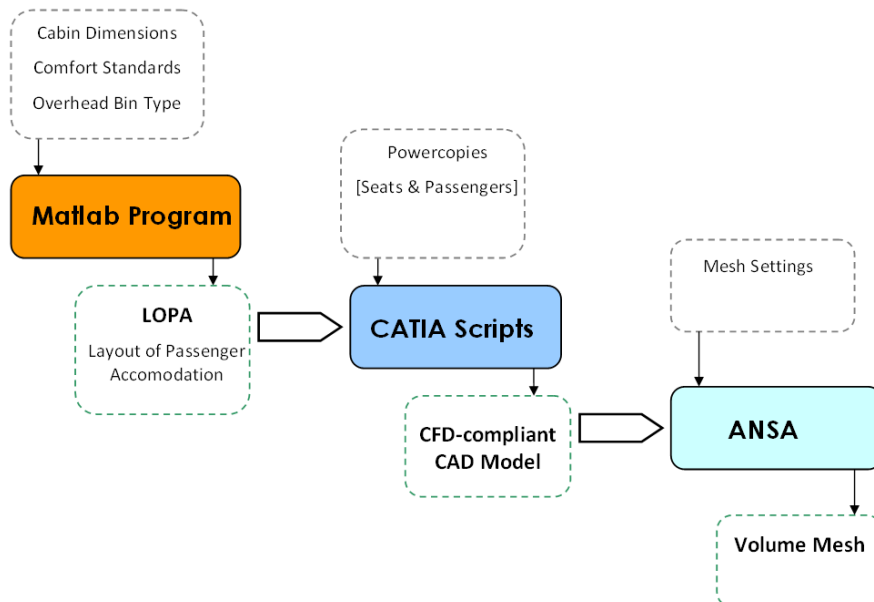 Cabin Dimensions
Comfort Standards
Overhead Bin Type
Matlab Program
LOPA
Layout of Passenger
Accomodation
Powercopies
[Seats & Passengers]
CATIA Scripts
CFD-compliant
CAD Model
Mesh Settings
ANSA
Volume Mesh